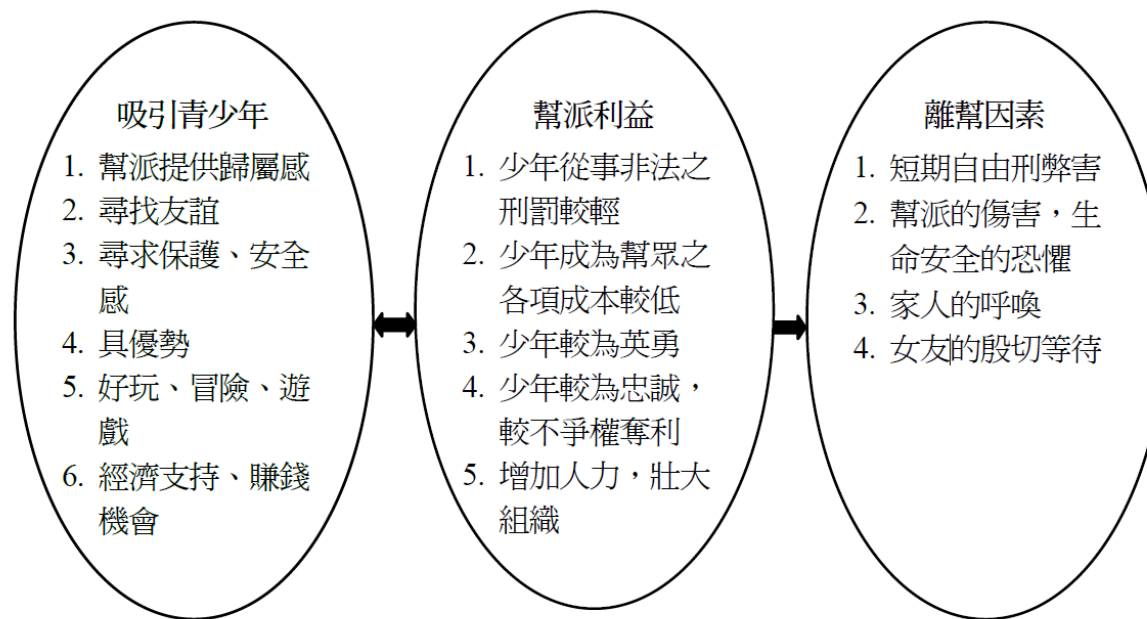 吸引青少年
1. 幫派提供歸屬感
2. 尋找友誼
3. 尋求保護、安全
感
4. 具優勢
5. 好玩、冒險、遊
戲
6. 經濟支持、賺錢
機會
幫派利益
1. 少年從事非法之
刑罰較輕
2. 少年成為幫眾之
各項成本較低
3. 少年較為英勇
4. 少年較為忠誠，
較不爭權奪利
5. 增加人力，壯大
組織
離幫因素
1. 短期自由刑弊害
2. 幫派的傷害，生
命安全的恐懼
3. 家人的呼喚
4. 女友的殷切等待